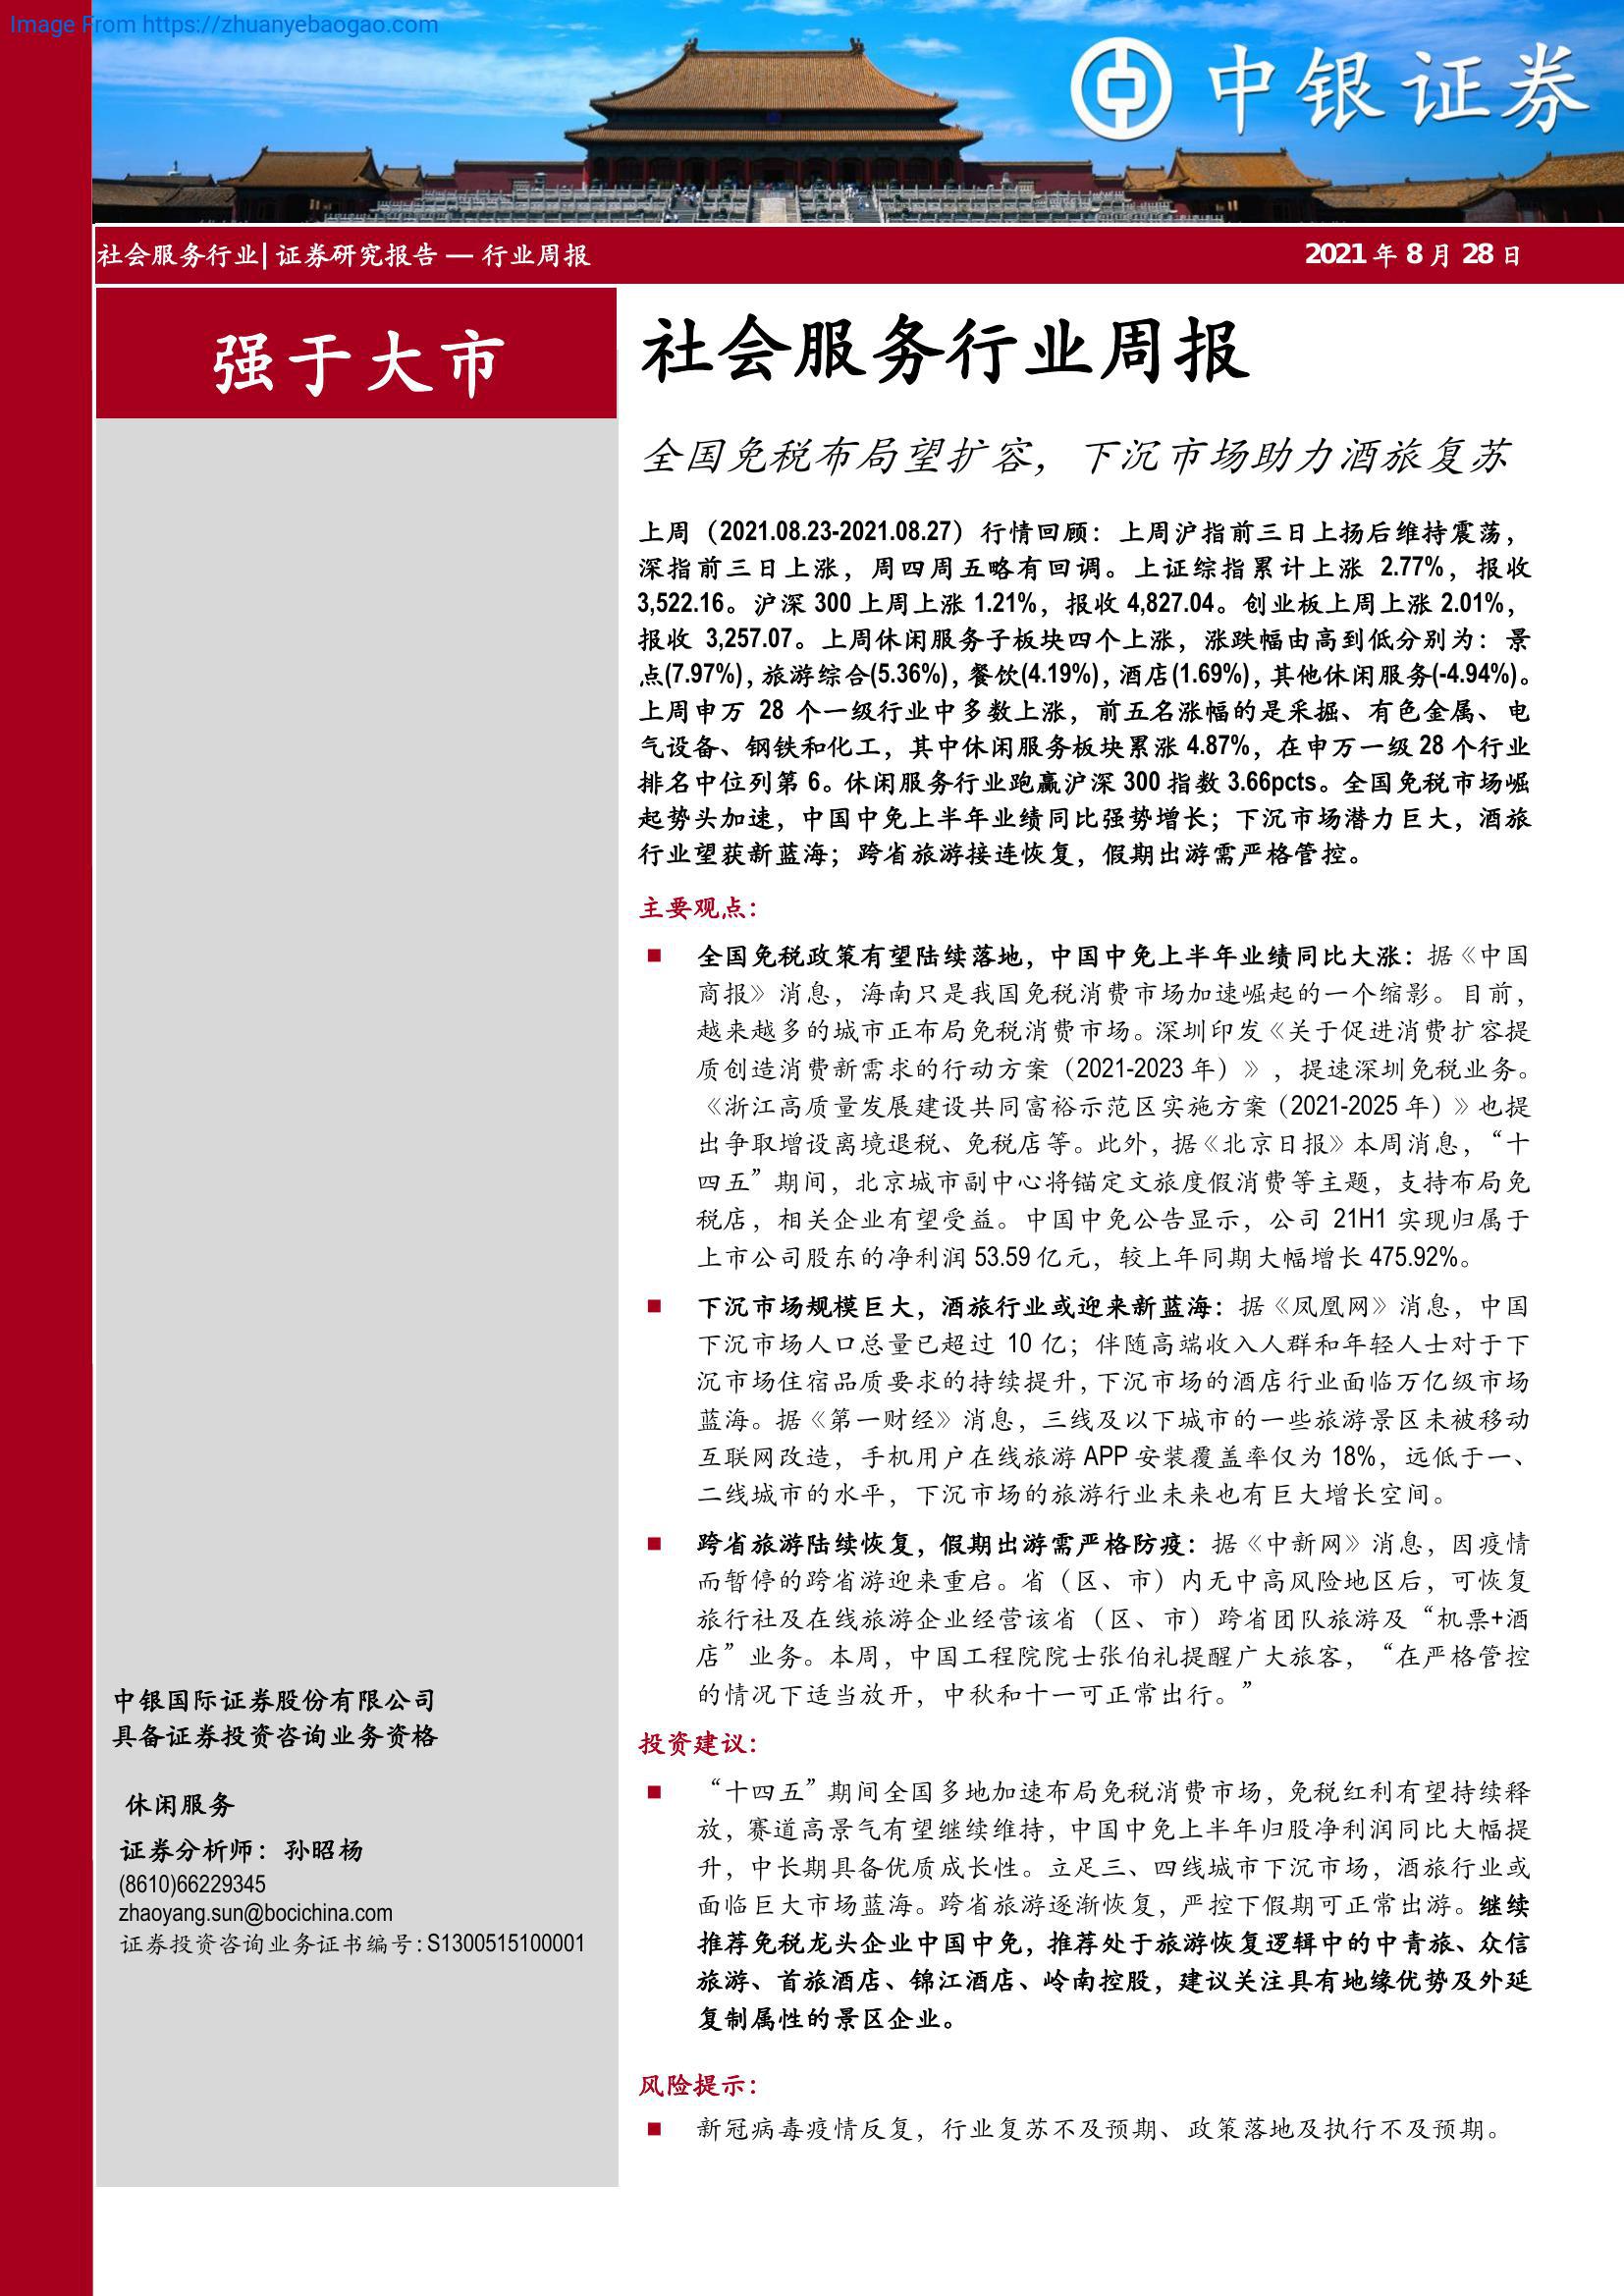 Image From https://zhuanyebaogao.com
中银证券
社会服务行业| 证券研究报告 — 行业周报
2021 年 8 月 28 日
强于大市
社会服务行业周报
全国免税布局望扩容，下沉市场助力酒旅复苏
上周（2021.08.23-2021.08.27）行情回顾：上周沪指前三日上扬后维持震荡，
深指前三日上涨，周四周五略有回调。上证综指累计上涨 2.77%，报收
3,522.16。沪深 300 上周上涨 1.21%，报收 4,827.04。创业板上周上涨 2.01%，
报收 3,257.07。上周休闲服务子板块四个上涨，涨跌幅由高到低分别为：景
点(7.97%)，旅游综合(5.36%)，餐饮(4.19%)，酒店(1.69%)，其他休闲服务(-4.94%)。
上周申万 28 个一级行业中多数上涨，前五名涨幅的是采掘、有色金属、电
气设备、钢铁和化工，其中休闲服务板块累涨 4.87%，在申万一级 28 个行业
排名中位列第 6。休闲服务行业跑赢沪深 300 指数 3.66pcts。全国免税市场崛
起势头加速，中国中免上半年业绩同比强势增长；下沉市场潜力巨大，酒旅
行业望获新蓝海；跨省旅游接连恢复，假期出游需严格管控。
主要观点：
■ 全国免税政策有望陆续落地，中国中免上半年业绩同比大涨：据《中国
商报》消息，海南只是我国免税消费市场加速崛起的一个缩影。目前，
越来越多的城市正布局免税消费市场。深圳印发《关于促进消费扩容提
质创造消费新需求的行动方案（2021-2023 年）》，提速深圳免税业务。
《浙江高质量发展建设共同富裕示范区实施方案（2021-2025 年）》也提
出争取增设离境退税、免税店等。此外，据《北京日报》本周消息，“十
四五”期间，北京城市副中心将锚定文旅度假消费等主题，支持布局免
税店，相关企业有望受益。中国中免公告显示，公司 21H1 实现归属于
上市公司股东的净利润 53.59 亿元，较上年同期大幅增长 475.92%。
■ 下沉市场规模巨大，酒旅行业或迎来新蓝海：据《凤凰网》消息，中国
下沉市场人口总量已超过 10 亿；伴随高端收入人群和年轻人士对于下
沉市场住宿品质要求的持续提升，下沉市场的酒店行业面临万亿级市场
蓝海。据《第一财经》消息，三线及以下城市的一些旅游景区未被移动
互联网改造，手机用户在线旅游 APP 安装覆盖率仅为 18%，远低于一、
二线城市的水平，下沉市场的旅游行业未来也有巨大增长空间。
■ 跨省旅游陆续恢复，假期出游需严格防疫：据《中新网》消息，因疫情
而暂停的跨省游迎来重启。省（区、市）内无中高风险地区后，可恢复
旅行社及在线旅游企业经营该省（区、市）跨省团队旅游及“机票+酒
店”业务。本周，中国工程院院士张伯礼提醒广大旅客，“在严格管控
的情况下适当放开，中秋和十一可正常出行。”
投资建议：
■ “十四五”期间全国多地加速布局免税消费市场，免税红利有望持续释
放，赛道高景气有望继续维持，中国中免上半年归股净利润同比大幅提
升，中长期具备优质成长性。立足三、四线城市下沉市场，酒旅行业或
面临巨大市场蓝海。跨省旅游逐渐恢复，严控下假期可正常出游。继续
推荐免税龙头企业中国中免，推荐处于旅游恢复逻辑中的中青旅、众信
旅游、首旅酒店、锦江酒店、岭南控股，建议关注具有地缘优势及外延
复制属性的景区企业。
风险提示：
■ 新冠病毒疫情反复，行业复苏不及预期、政策落地及执行不及预期。
中银国际证券股份有限公司
具备证券投资咨询业务资格
休闲服务
证券分析师：孙昭杨
(8610)66229345
zhaoyang.sun@bocichina.com
证券投资咨询业务证书编号：S1300515100001